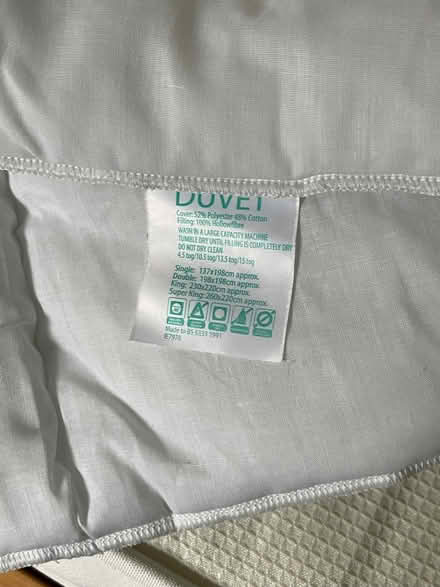 DUVET
Cover: 52% Polyester 48% Cotton
Filling: 100% Hollowfibre
WASH IN A LARGE CAPACITY MACHINE
TUMBLE DRY UNTIL FILLING IS COMPLETELY DRY
DO NOT DRY CLEAN
4.5 tog/10.5 tog/13.5 tog/15 tog
Single: 137x198cm approx.
Double: 198x198cm approx.
King: 230x220cm approx.
Super King: 260x220cm approx.
Made to BS 5335 1991